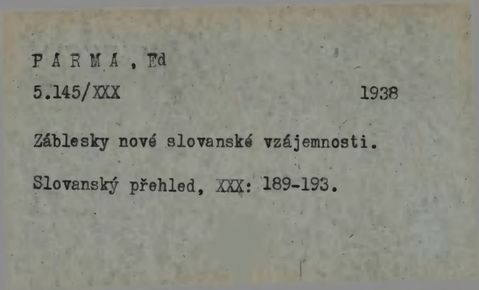 P A R M A , Ed
5.145/XXX 1938
Záblesky nové slovanské vzájemnosti.
Slovanský přehled, XXX: 189-193.